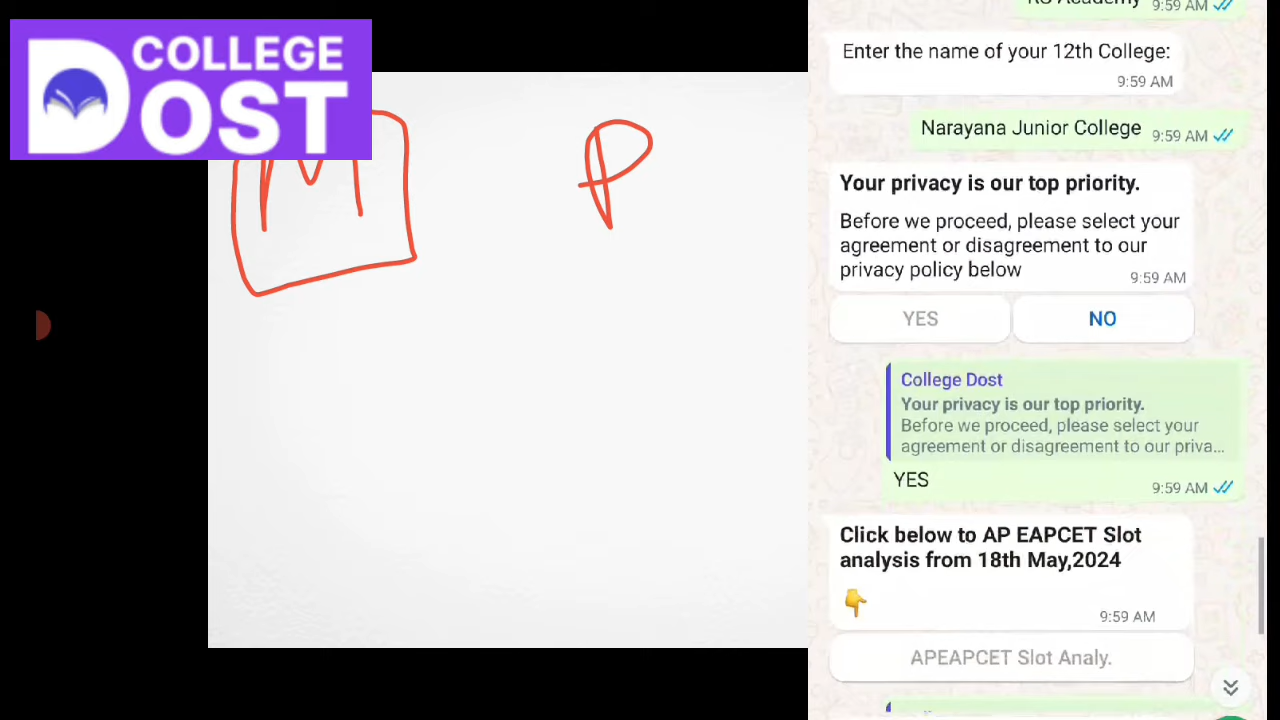 COLLEGE
DOST
M
P
9:59 AM
Enter the name of your 12th College:
9:59 AM
Narayana Junior College 9:59 AM
Your privacy is our top priority.
Before we proceed, please select your
agreement or disagreement to our
privacy policy below
9:59 AM
YES
NO
College Dost
Your privacy is our top priority.
Before we proceed, please select your
agreement or disagreement to our priva...
YES
9:59 AM
Click below to AP EAPCET Slot
analysis from 18th May,2024
9:59 AM
APEAPCET Slot Analy.